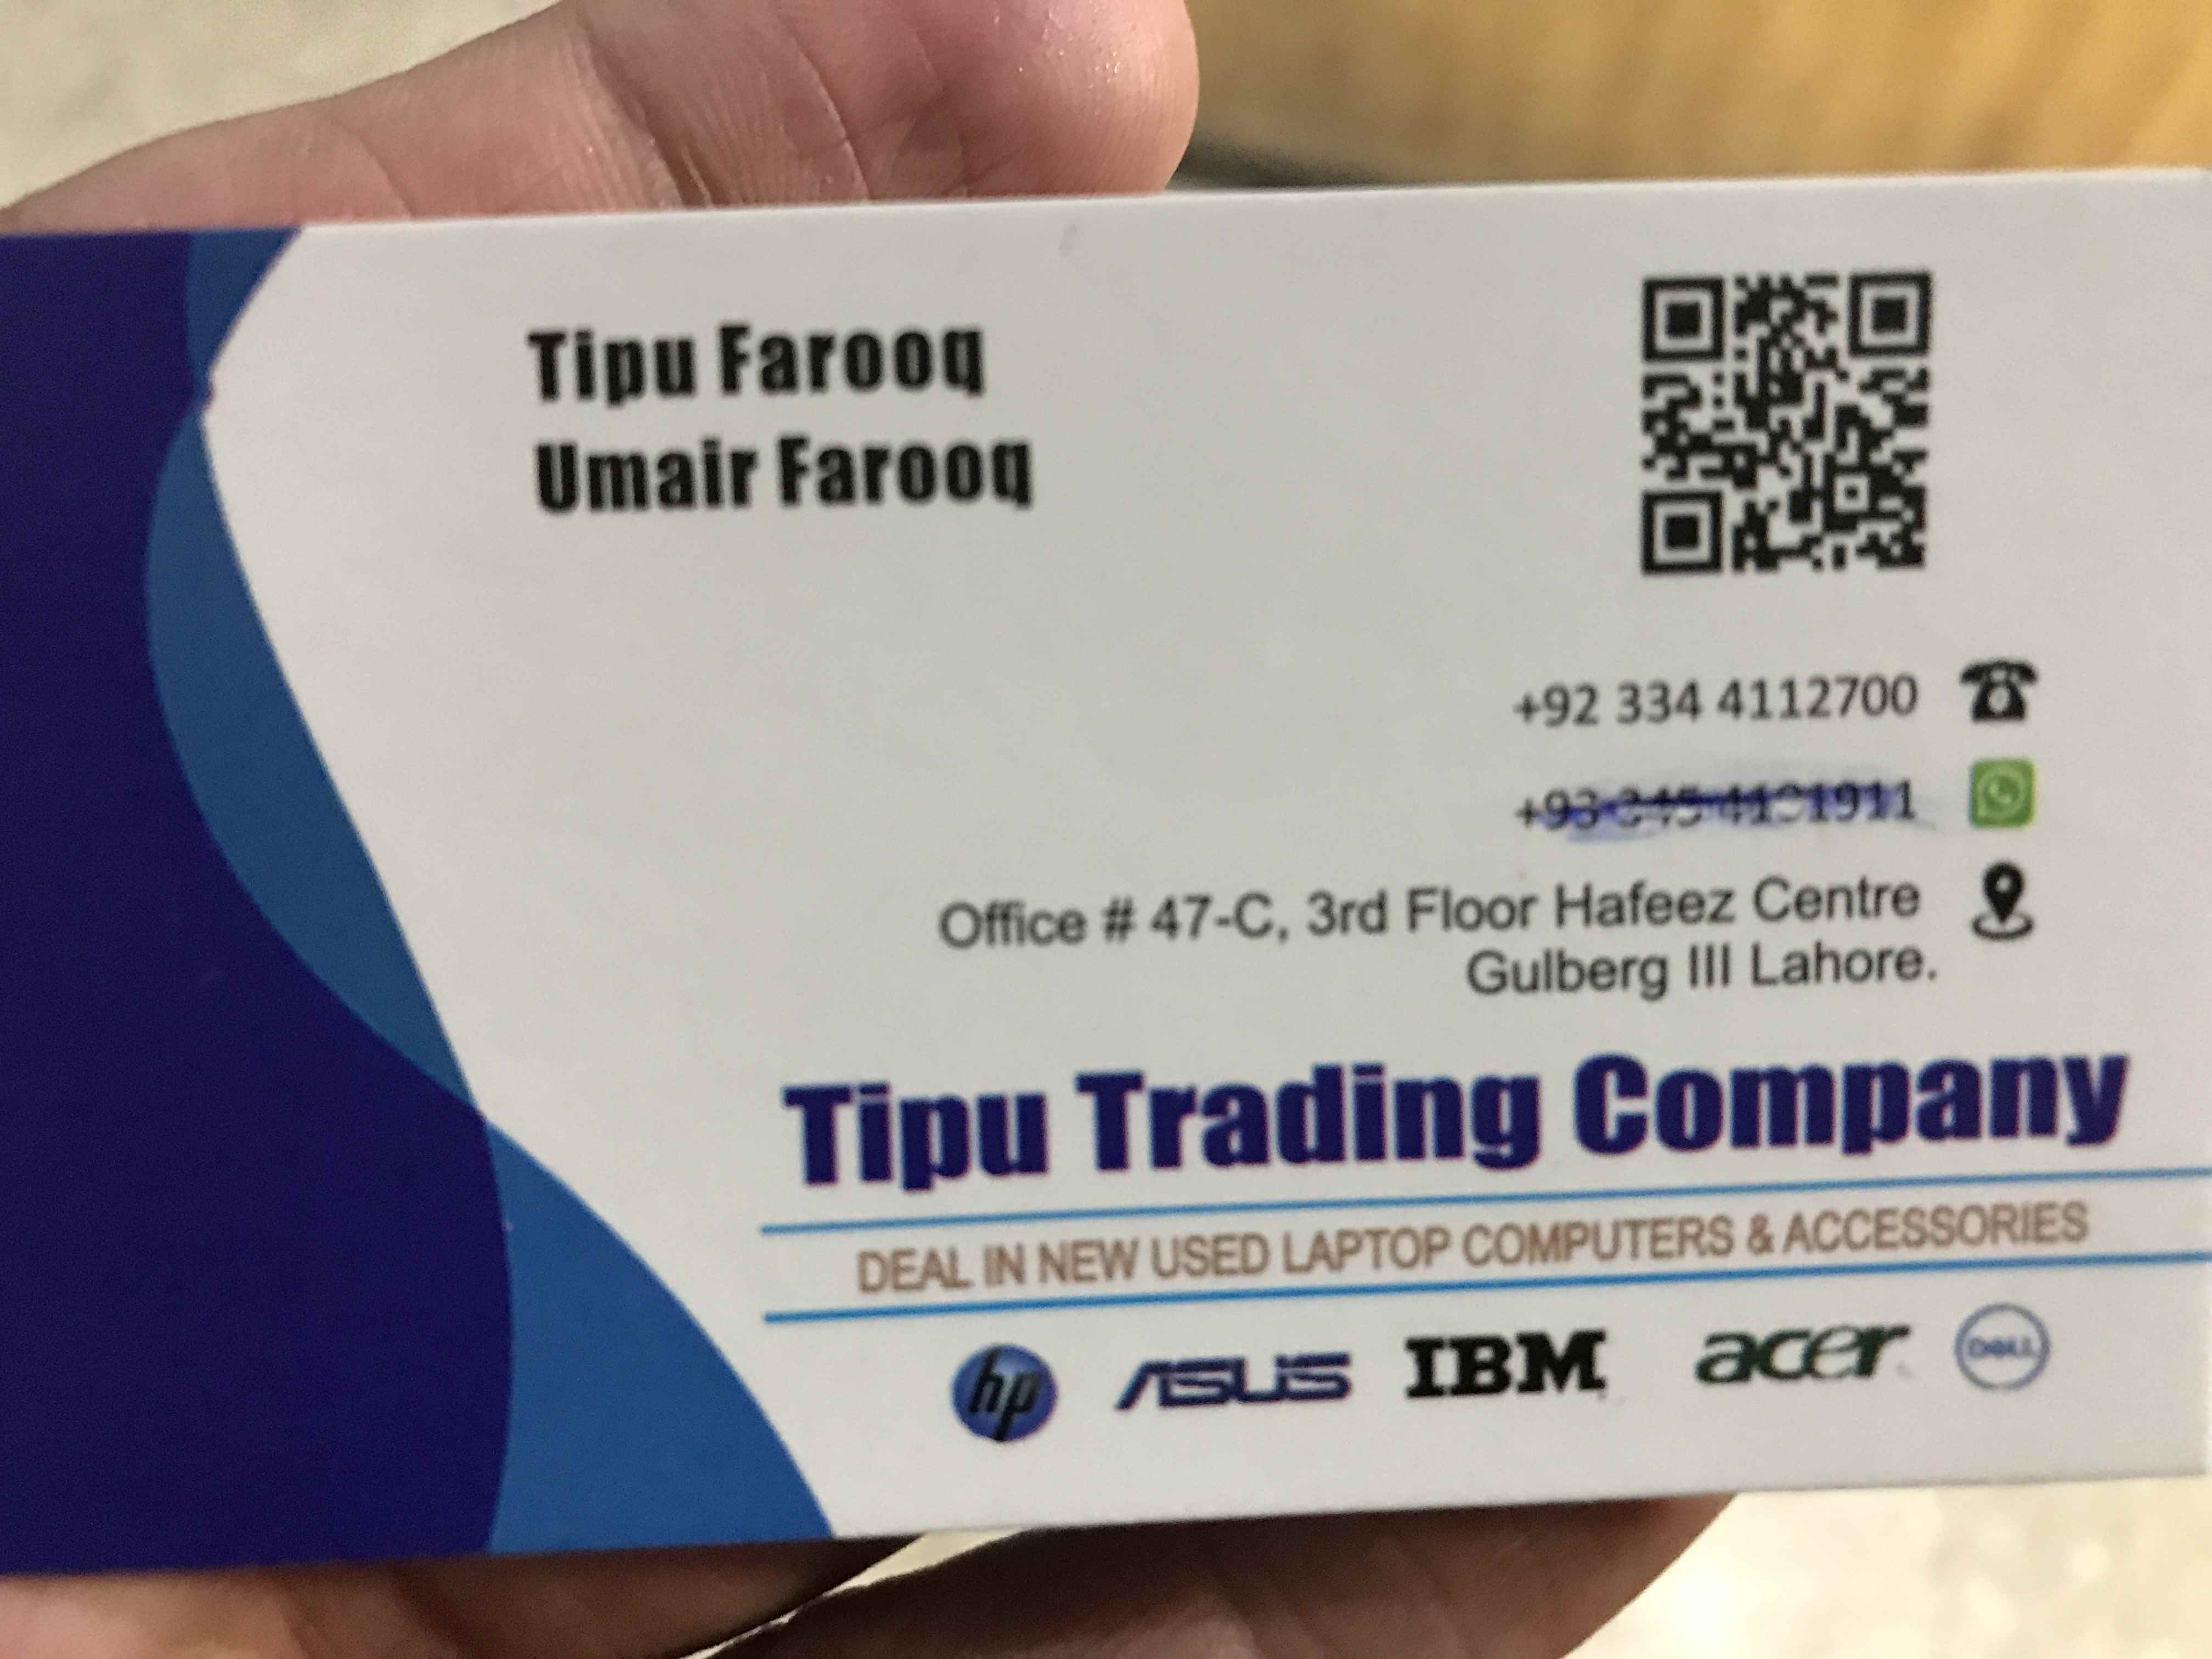 Tipu Farooq
Umair Farooq
+92 334 4112700
Office # 47-C, 3rd Floor Hafeez Centre
Gulberg III Lahore.
Tipu Trading Company
DEAL IN NEW USED LAPTOP COMPUTERS & ACCESSORIES
hp ASUS IBM acer DELL